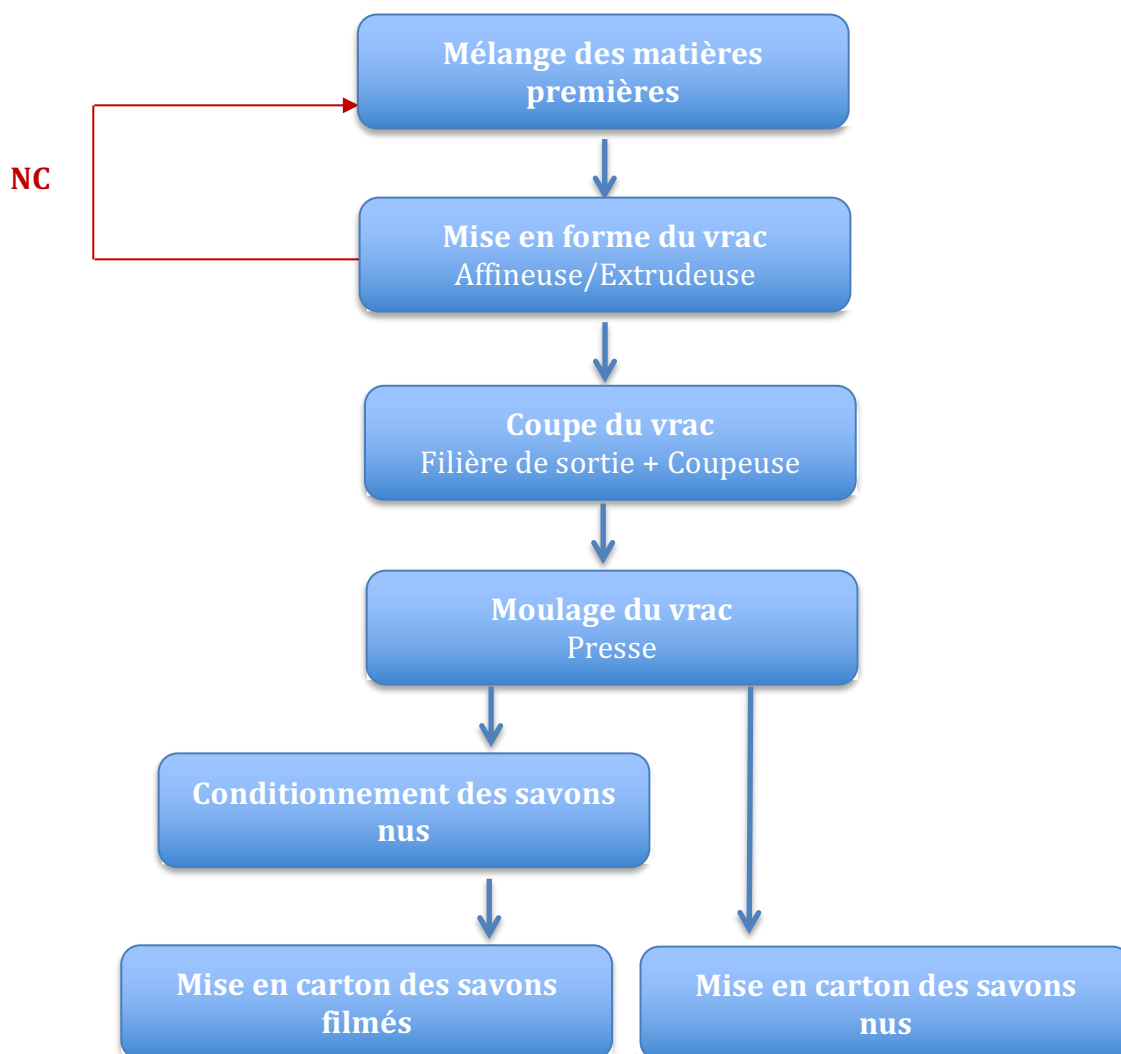 Mélange des matières
premières
NC
Mise en forme du vrac
Affineuse/Extrudeuse
Coupe du vrac
Filière de sortie + Coupeuse
Moulage du vrac
Presse
Conditionnement des savons
nus
Mise en carton des savons
filmés
Mise en carton des savons
nus